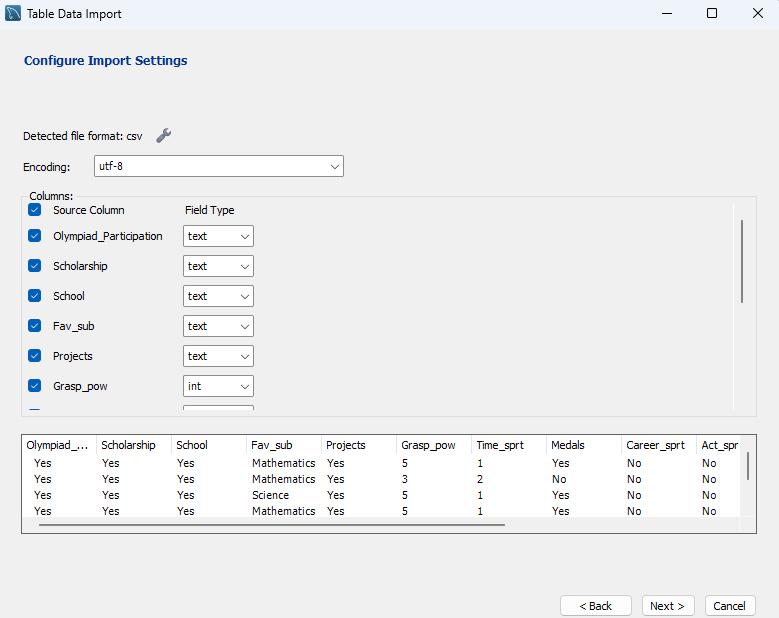 Table Data Import
Configure Import Settings
Detected file format: csv
Encoding: utf-8
Columns:
Source Column Field Type
Olympiad_Participation text
Scholarship text
School text
Fav_sub text
Projects text
Grasp_pow int
Olympiad_... Scholarship School Fav_sub Projects Grasp_pow Time_sprt Medals Career_sprt Act_spr
Yes Yes Yes Mathematics Yes 5 1 Yes No No
Yes Yes Yes Mathematics Yes 3 2 No No No
Yes Yes Yes Science Yes 5 1 Yes No No
Yes Yes Yes Mathematics Yes 5 1 Yes No No
< Back Next > Cancel